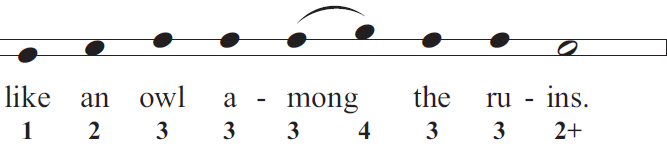 like an owl a - mong the ru - ins.
1 2 3 3 3 4 3 3 2+